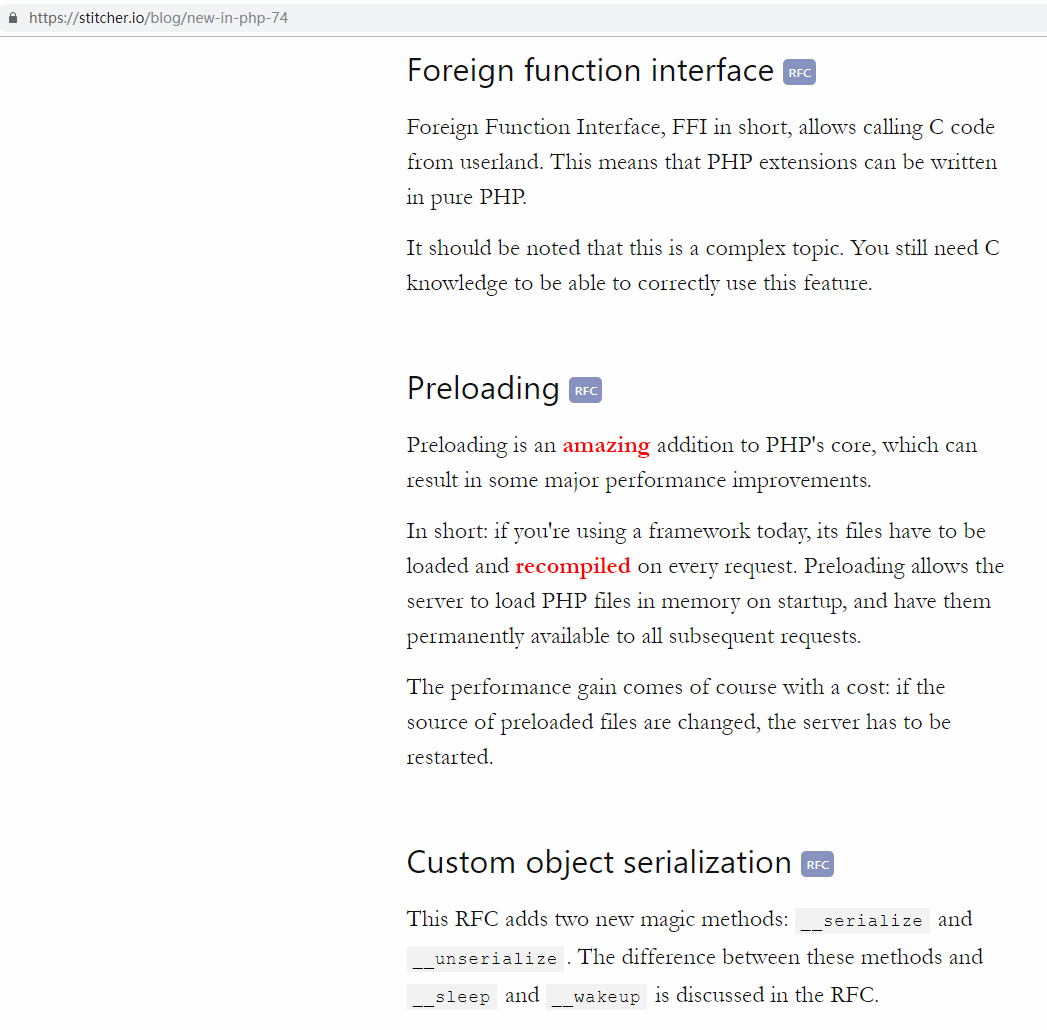 https://stitcher.io/blog/new-in-php-74
Foreign function interface RFC
Foreign Function Interface, FFI in short, allows calling C code
from userland. This means that PHP extensions can be written
in pure PHP.
It should be noted that this is a complex topic. You still need C
knowledge to be able to correctly use this feature.
Preloading RFC
Preloading is an amazing addition to PHP's core, which can
result in some major performance improvements.
In short: if you're using a framework today, its files have to be
loaded and recompiled on every request. Preloading allows the
server to load PHP files in memory on startup, and have them
permanently available to all subsequent requests.
The performance gain comes of course with a cost: if the
source of preloaded files are changed, the server has to be
restarted.
Custom object serialization RFC
This RFC adds two new magic methods: __serialize and
__unserialize. The difference between these methods and
__sleep and __wakeup is discussed in the RFC.